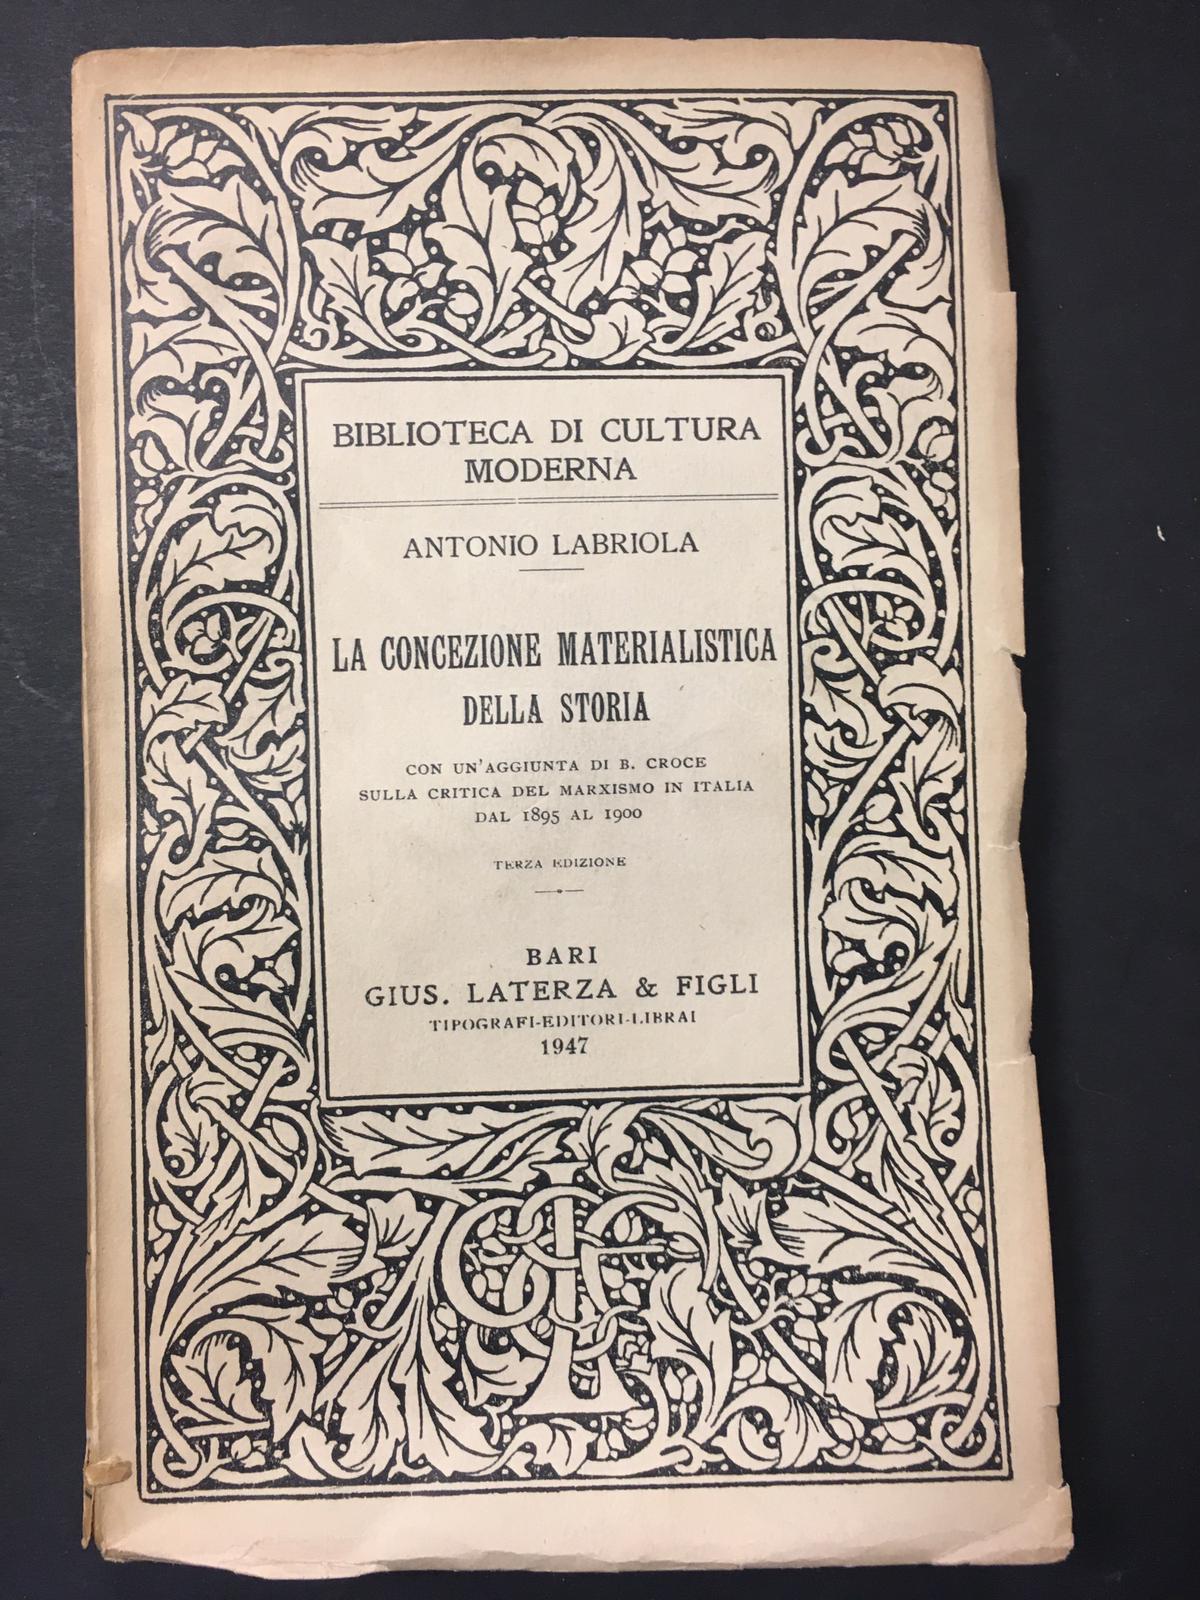 BIBLIOTECA DI CULTURA
MODERNA
ANTONIO LABRIOLA
LA CONCEZIONE MATERIALISTICA
DELLA STORIA
CON UN'AGGIUNTA DI B. CROCE
SULLA CRITICA DEL MARXISMO IN ITALIA
DAL 1895 AL 1900
TERZA EDIZIONE
BARI
GIUS. LATERZA & FIGLI
TIPOGRAFI-EDITORI-LIBRAI
1947